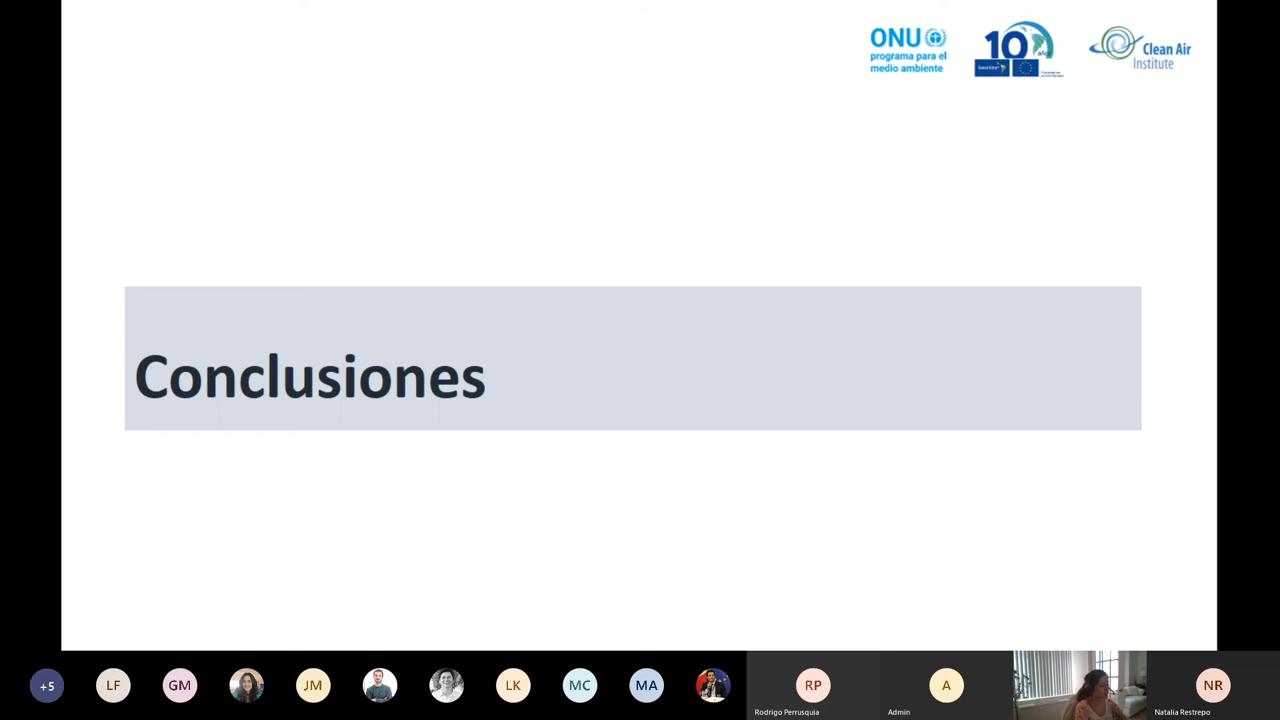 ONU
programa para el
medio ambiente
10
años
Clean Air
Institute
Conclusiones
+5
LF
GM
JM
LK
MC
MA
RP
Rodrigo Perrusquia
A
Admin
NR
Natalia Restrepo